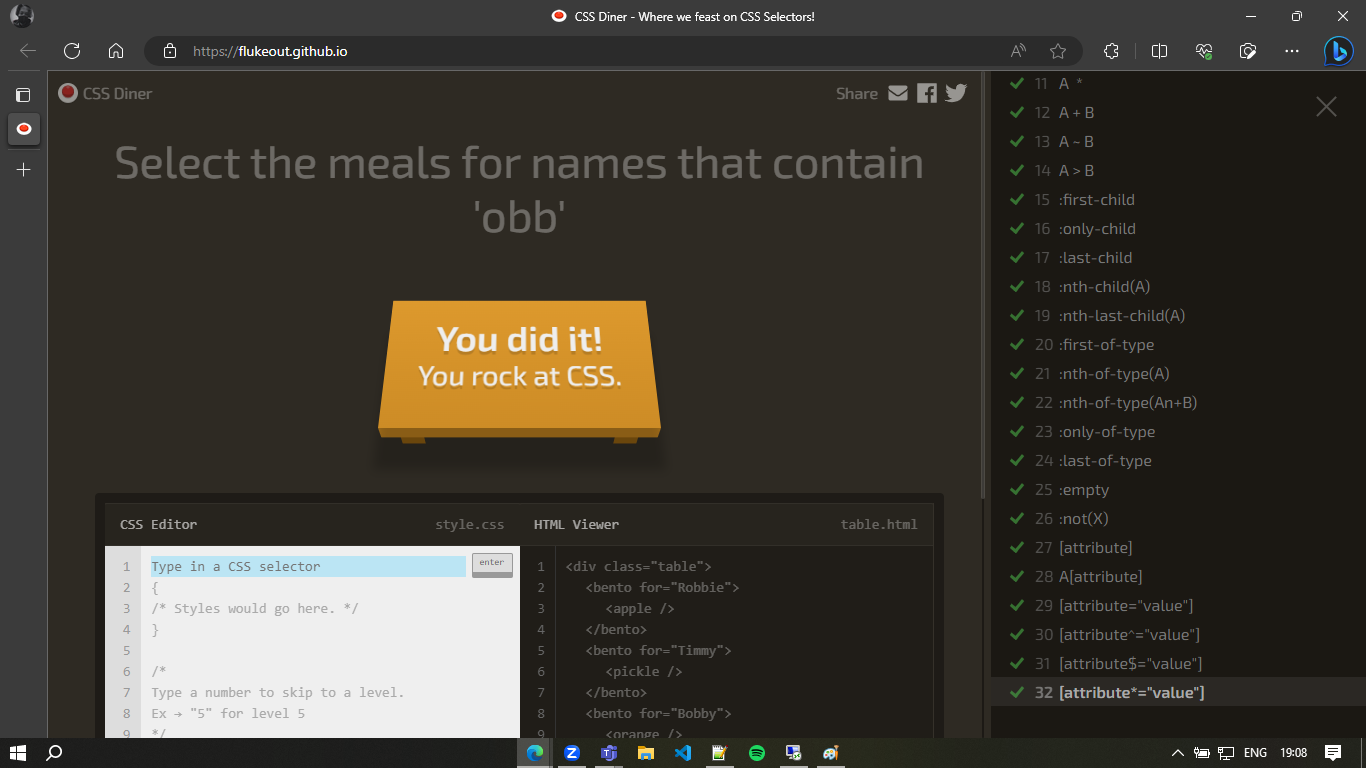 CSS Diner - Where we feast on CSS Selectors!
https://flukeout.github.io
CSS Diner
Share
Select the meals for names that contain
'obb'
You did it!
You rock at CSS.
CSS Editor
style.css
1 Type in a CSS selector
enter
2 {
3 /* Styles would go here. */
4 }
5
6 /*
7 Type a number to skip to a level.
8 Ex → "5" for level 5
9 */
HTML Viewer
table.html
1 <div class="table">
2 <bento for="Robbie">
3 <apple />
4 </bento>
5 <bento for="Timmy">
6 <pickle />
7 </bento>
8 <bento for="Bobby">
9 <orange />
11 A *
12 A + B
13 A ~ B
14 A > B
15 :first-child
16 :only-child
17 :last-child
18 :nth-child(A)
19 :nth-last-child(A)
20 :first-of-type
21 :nth-of-type(A)
22 :nth-of-type(An+B)
23 :only-of-type
24 :last-of-type
25 :empty
26 :not(X)
27 [attribute]
28 A[attribute]
29 [attribute="value"]
30 [attribute^="value"]
31 [attribute$="value"]
32 [attribute*="value"]
ENG
19:08